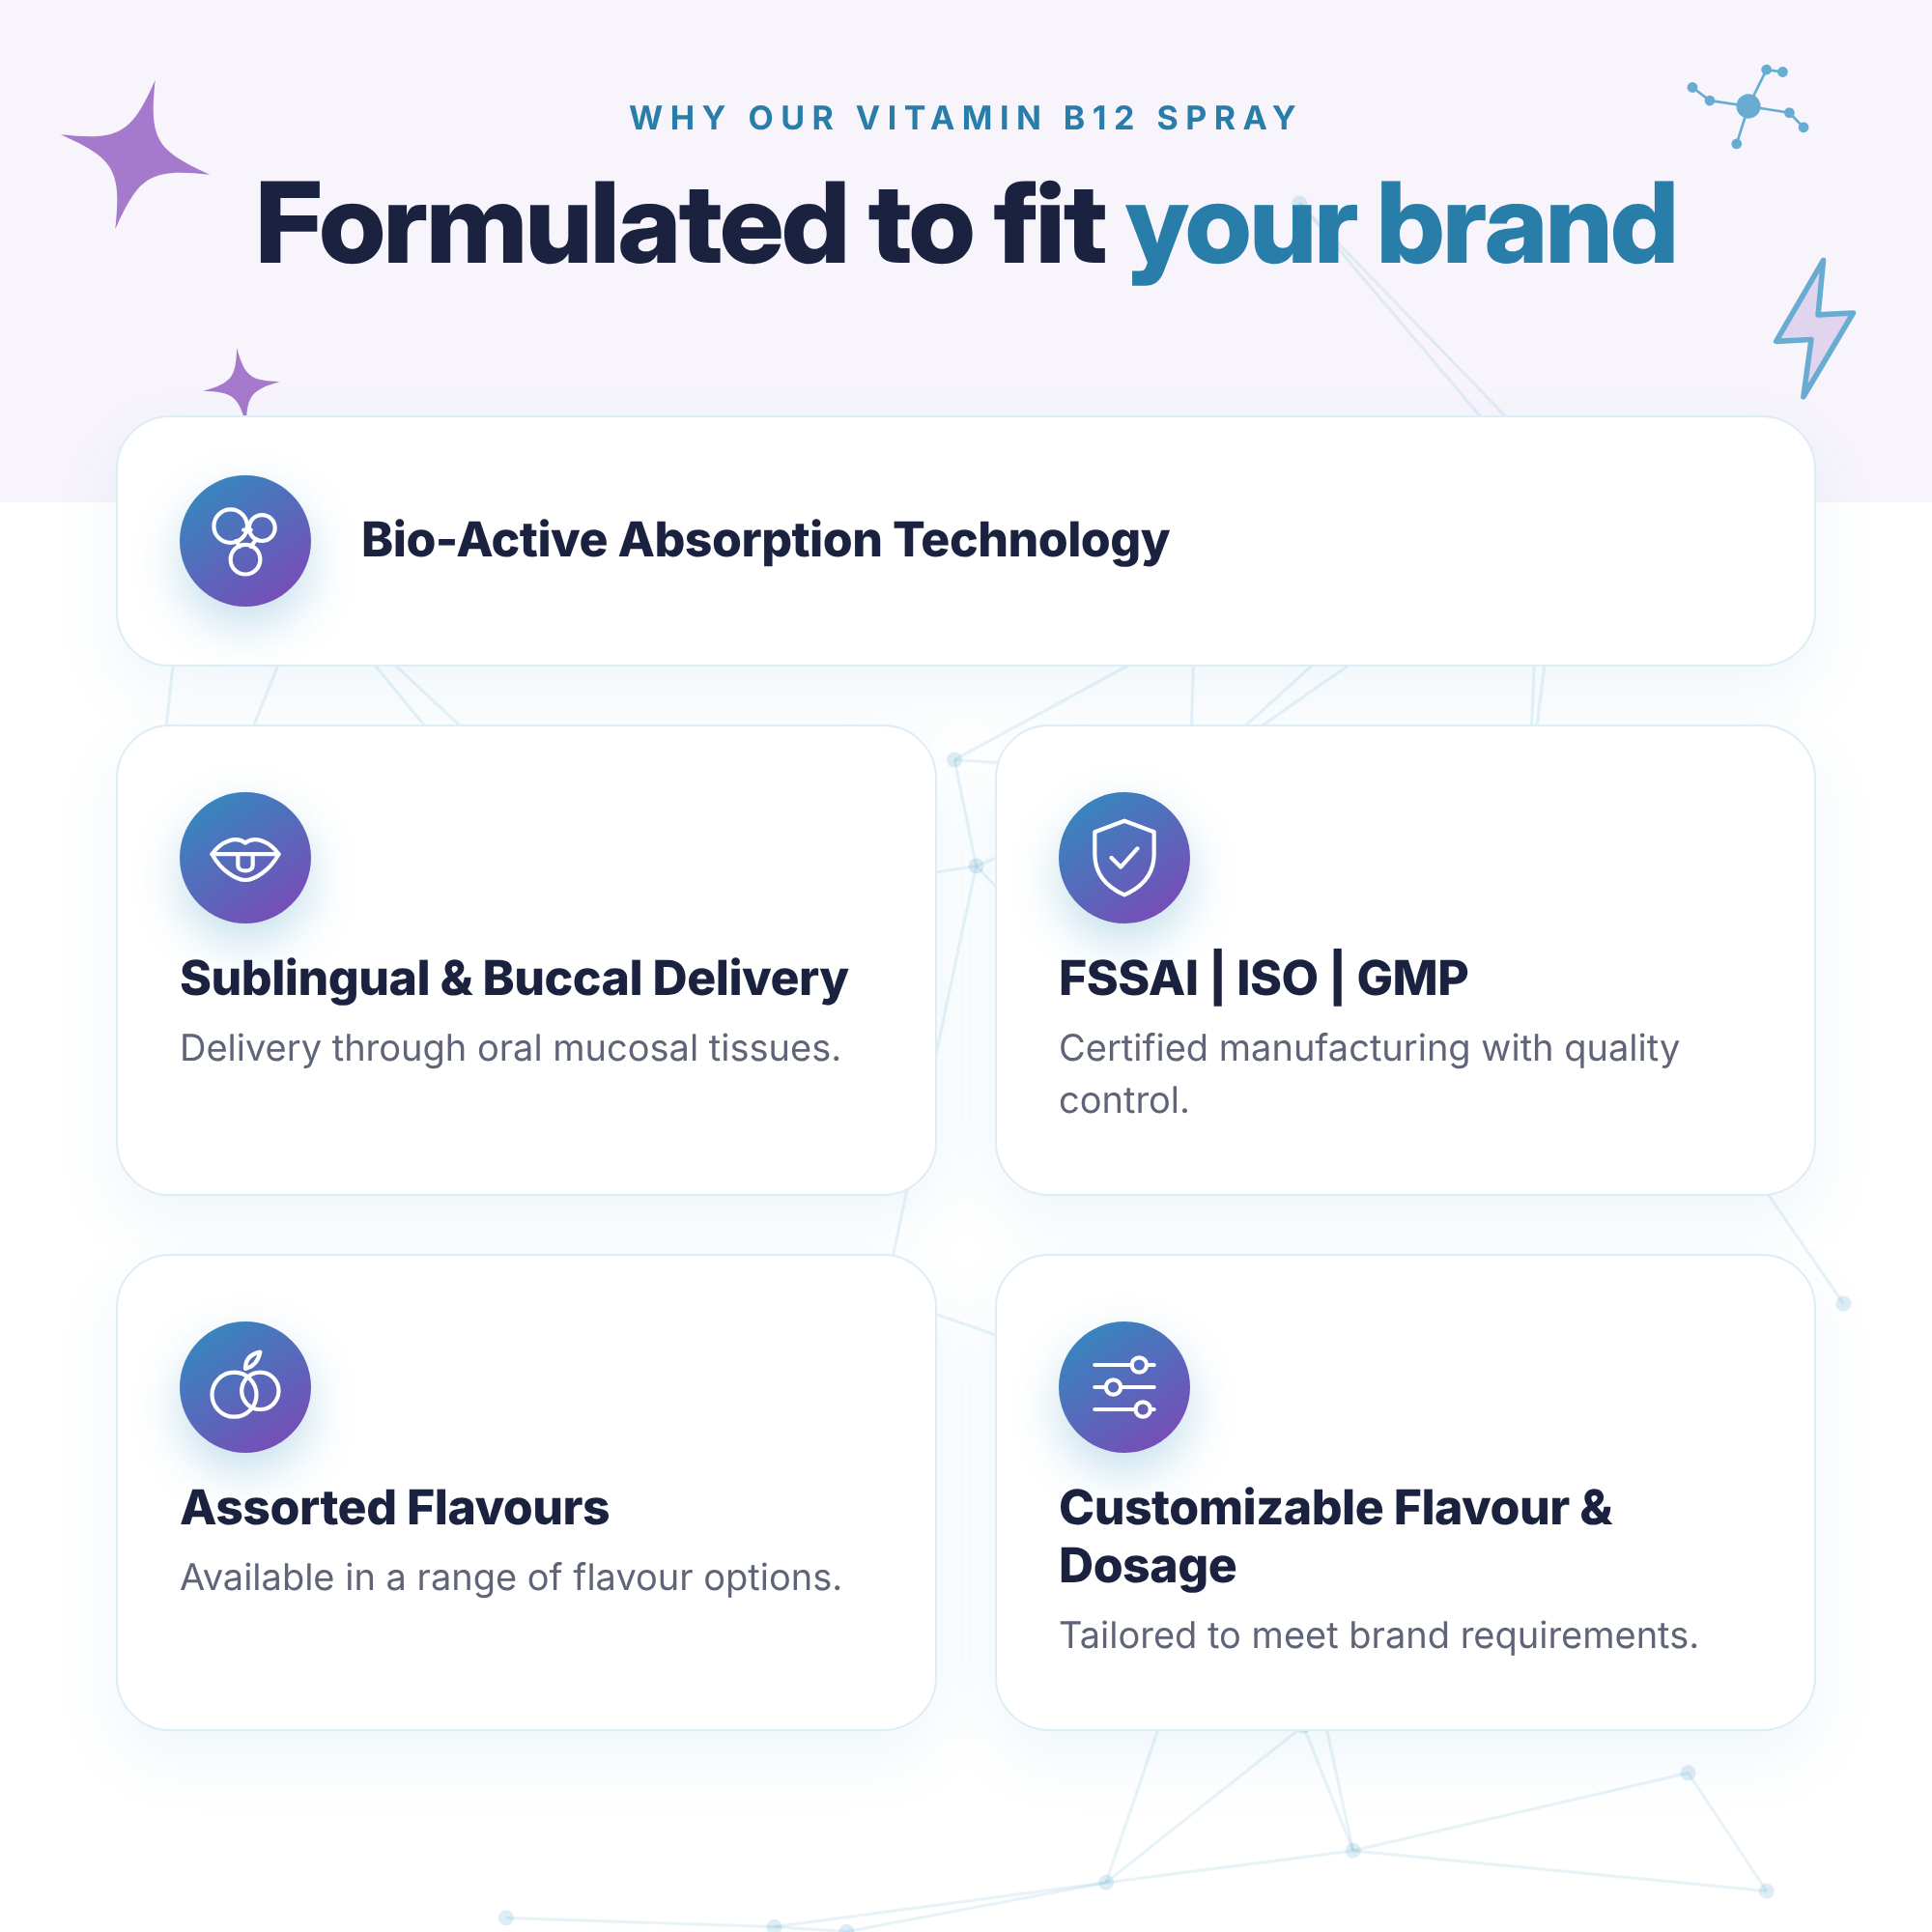 WHY OUR VITAMIN B12 SPRAY
Formulated to fit your brand
Bio-Active Absorption Technology
Sublingual & Buccal Delivery
Delivery through oral mucosal tissues.
FSSAI | ISO | GMP
Certified manufacturing with quality
control.
Assorted Flavours
Available in a range of flavour options.
Customizable Flavour &
Dosage
Tailored to meet brand requirements.